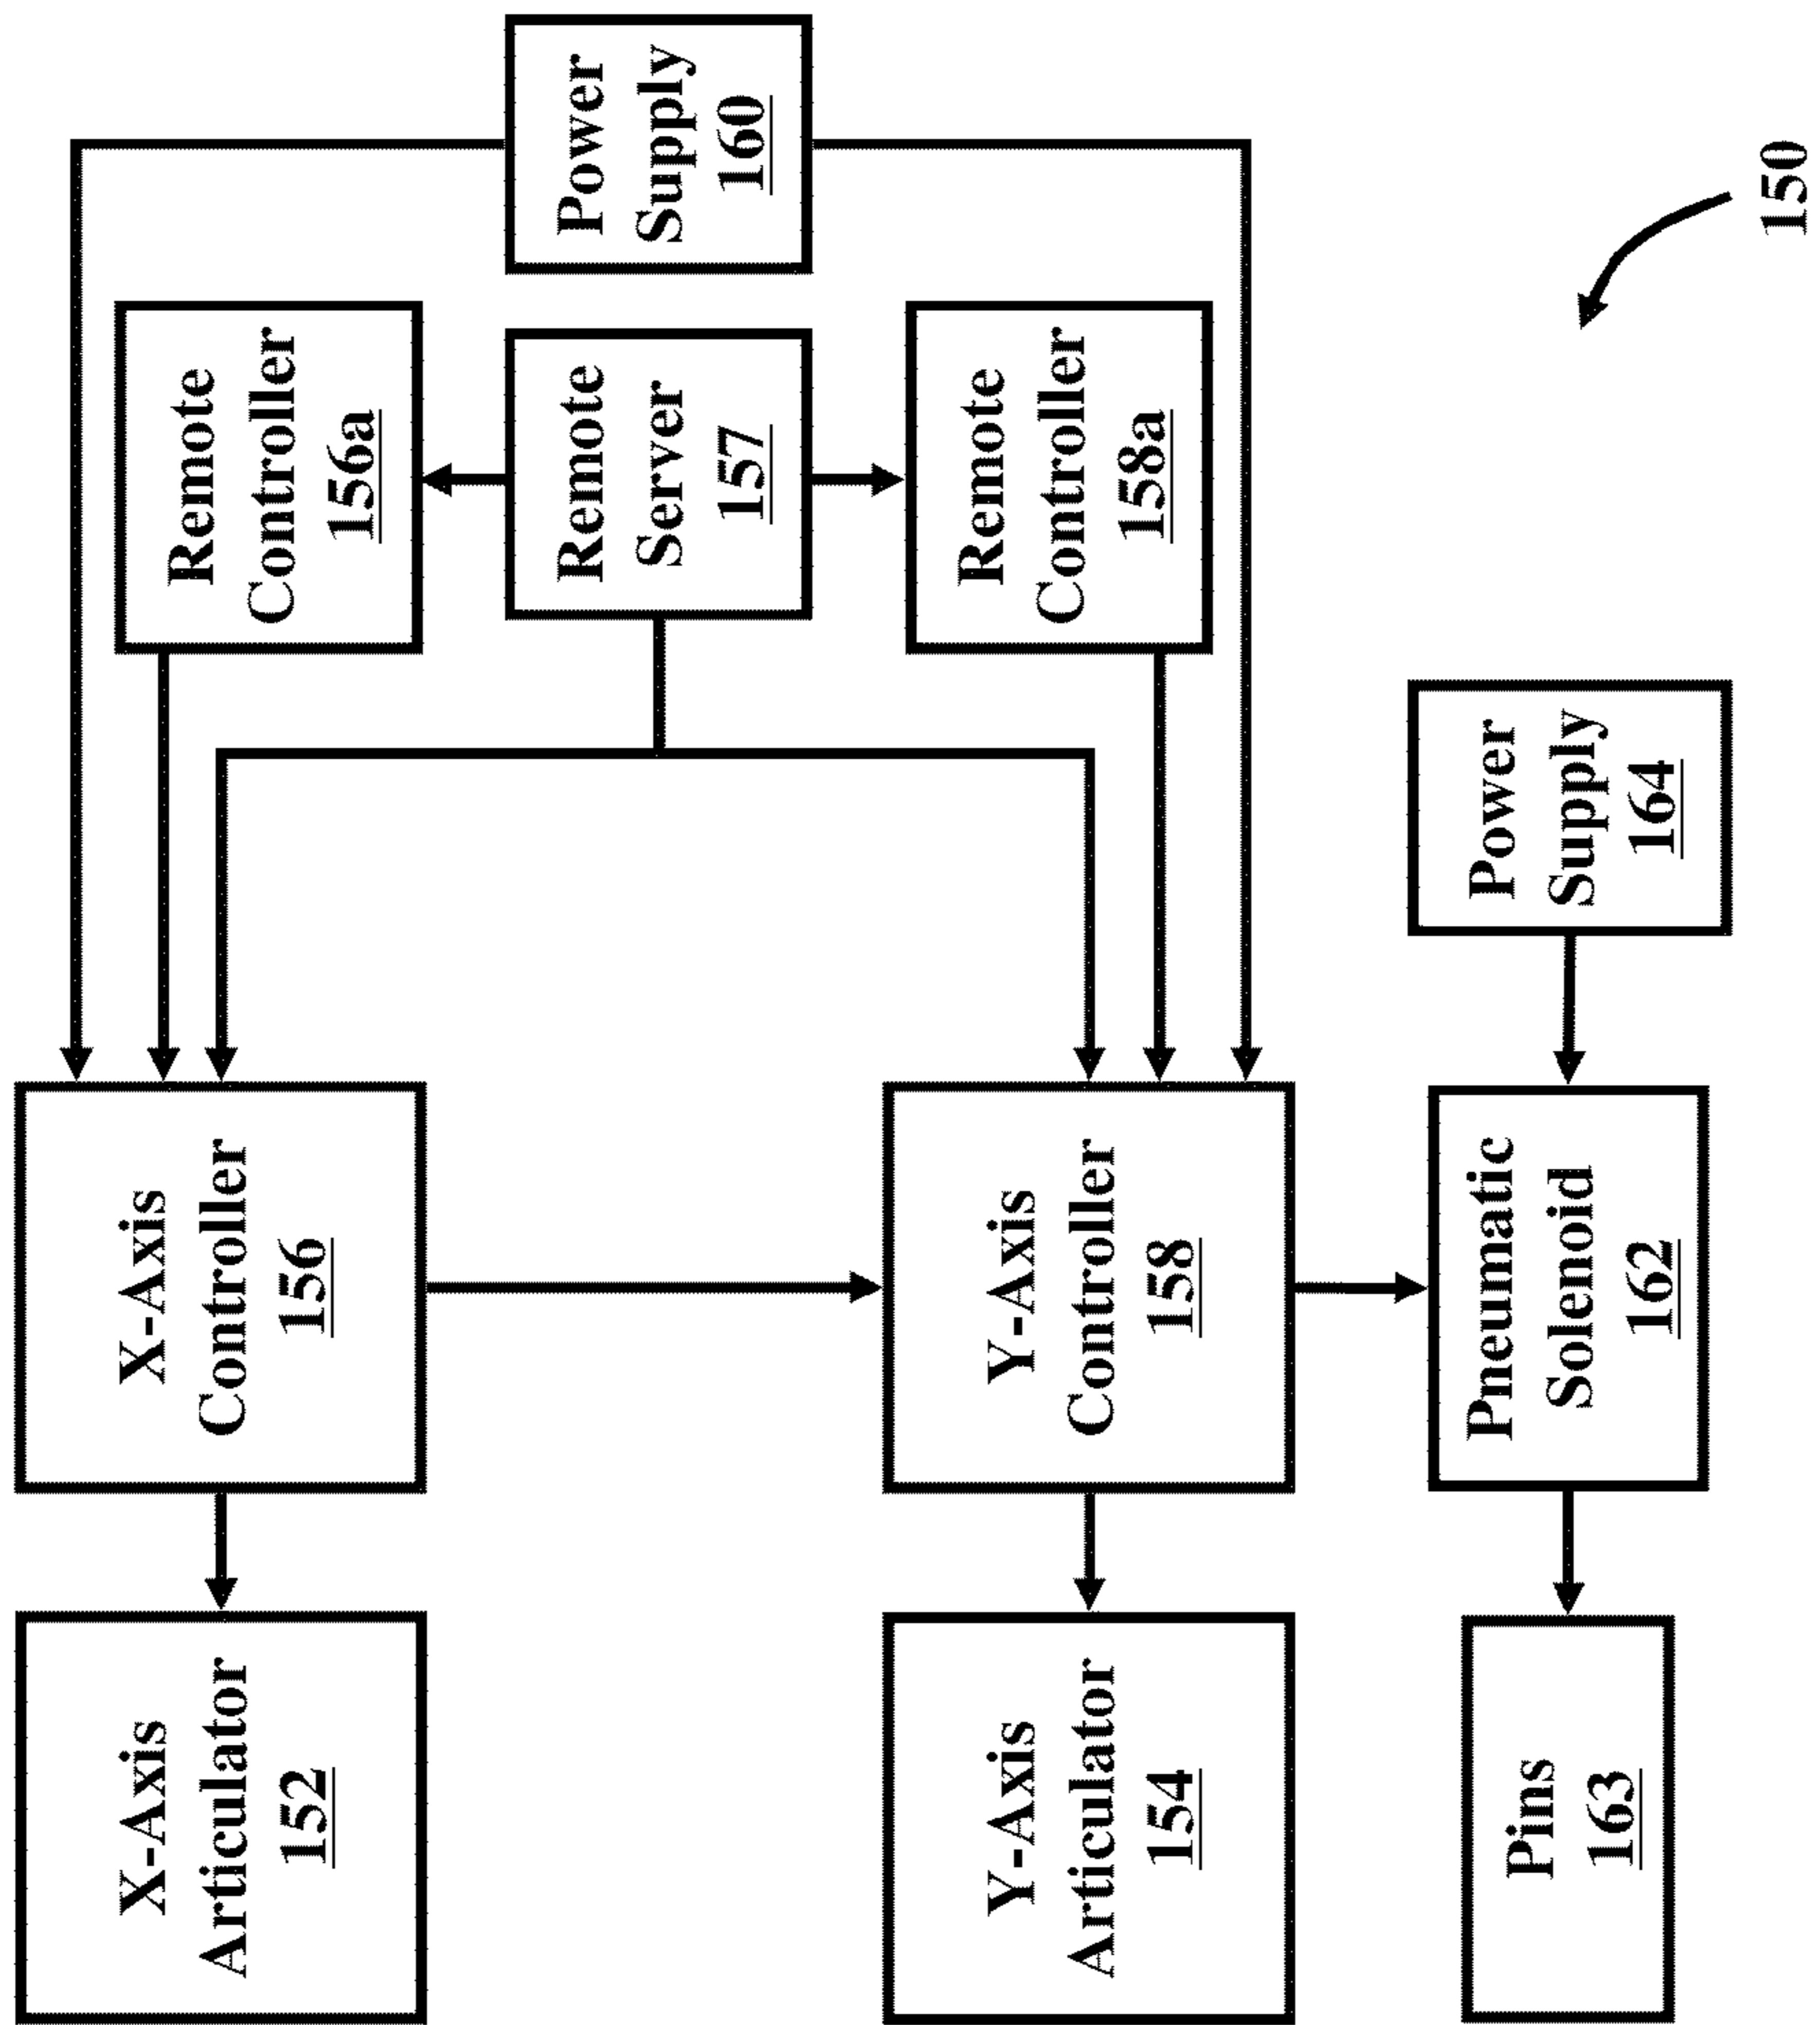 X-Axis
Articulator
152
X-Axis
Controller
156
Remote
Controller
156a
Remote
Server
157
Power
Supply
160
Y-Axis
Articulator
154
Y-Axis
Controller
158
Remote
Controller
158a
Pins
163
Pneumatic
Solenoid
162
Power
Supply
164
150